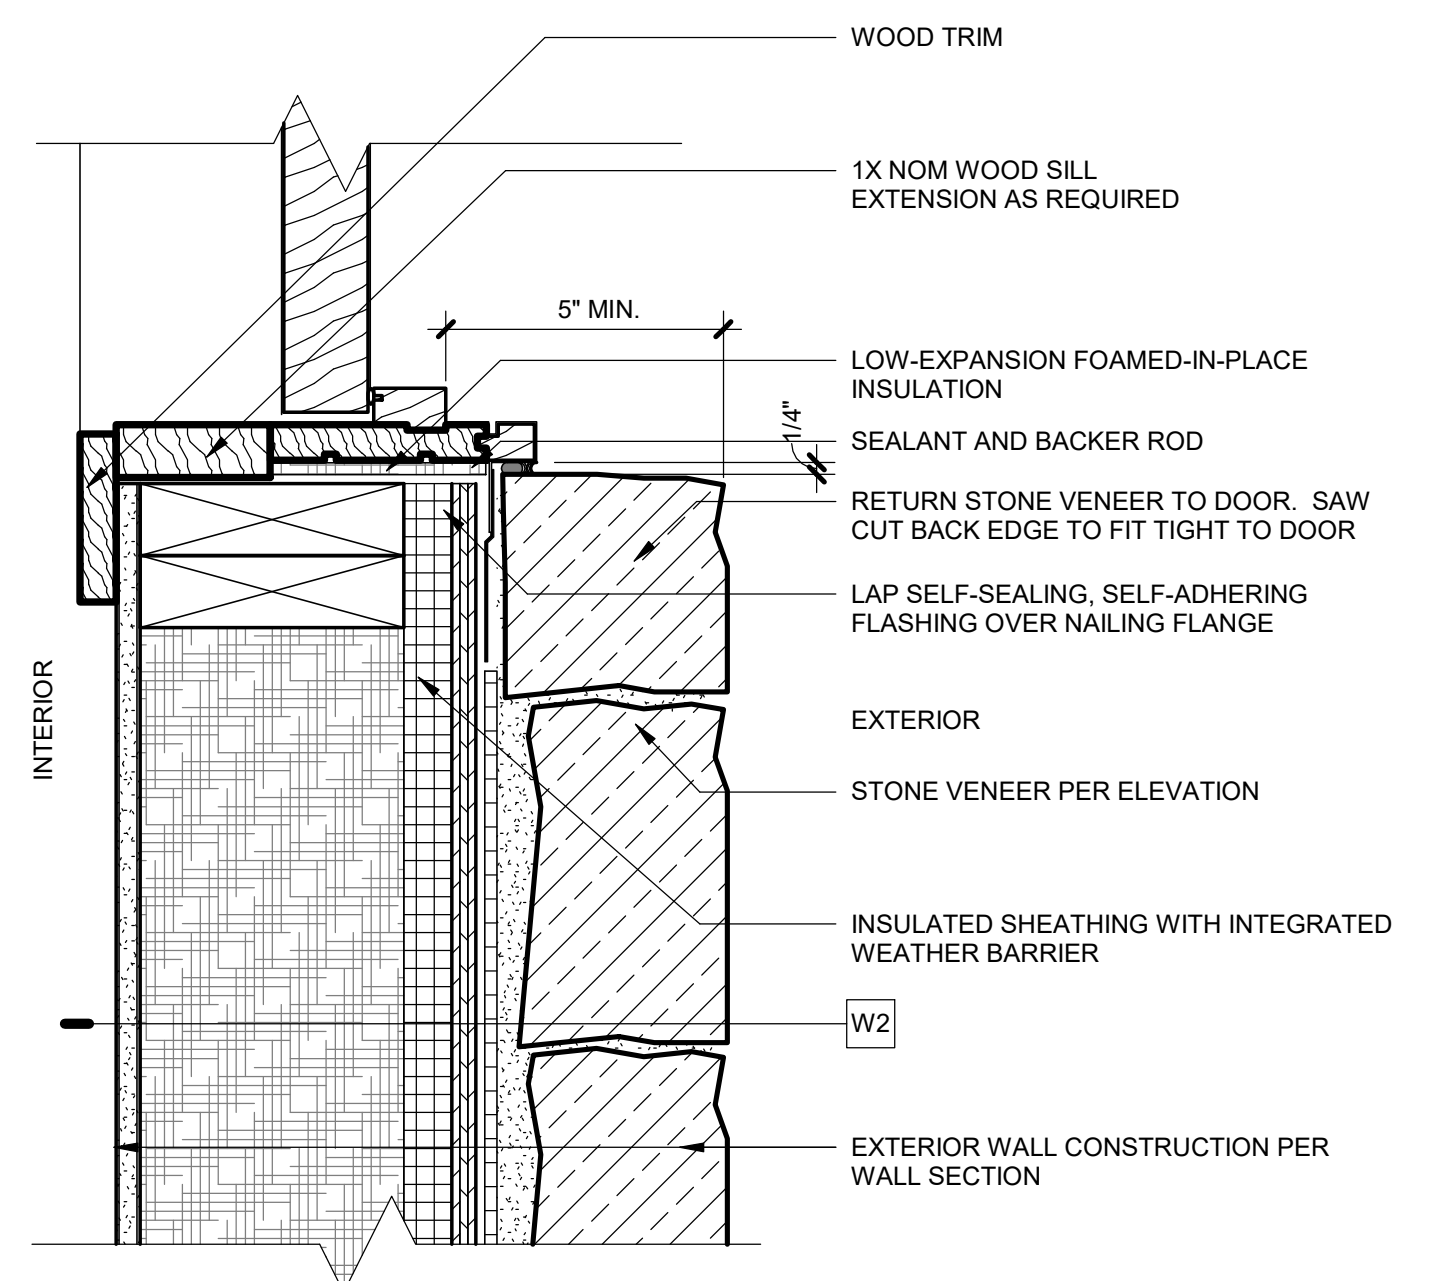 WOOD TRIM
1X NOM WOOD SILL
EXTENSION AS REQUIRED
5" MIN.
LOW-EXPANSION FOAMED-IN-PLACE
INSULATION
1/4"
SEALANT AND BACKER ROD
RETURN STONE VENEER TO DOOR. SAW
CUT BACK EDGE TO FIT TIGHT TO DOOR
LAP SELF-SEALING, SELF-ADHERING
FLASHING OVER NAILING FLANGE
INTERIOR
EXTERIOR
STONE VENEER PER ELEVATION
INSULATED SHEATHING WITH INTEGRATED
WEATHER BARRIER
W2
EXTERIOR WALL CONSTRUCTION PER
WALL SECTION